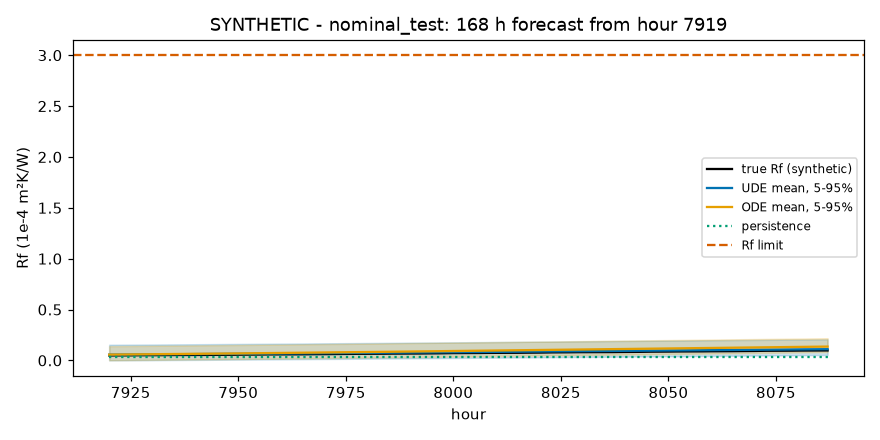 SYNTHETIC - nominal_test: 168 h forecast from hour 7919
Rf (1e-4 m²K/W)
3.0
2.5
2.0
1.5
1.0
0.5
0.0
true Rf (synthetic)
UDE mean, 5-95%
ODE mean, 5-95%
persistence
Rf limit
7925 7950 7975 8000 8025 8050 8075
hour